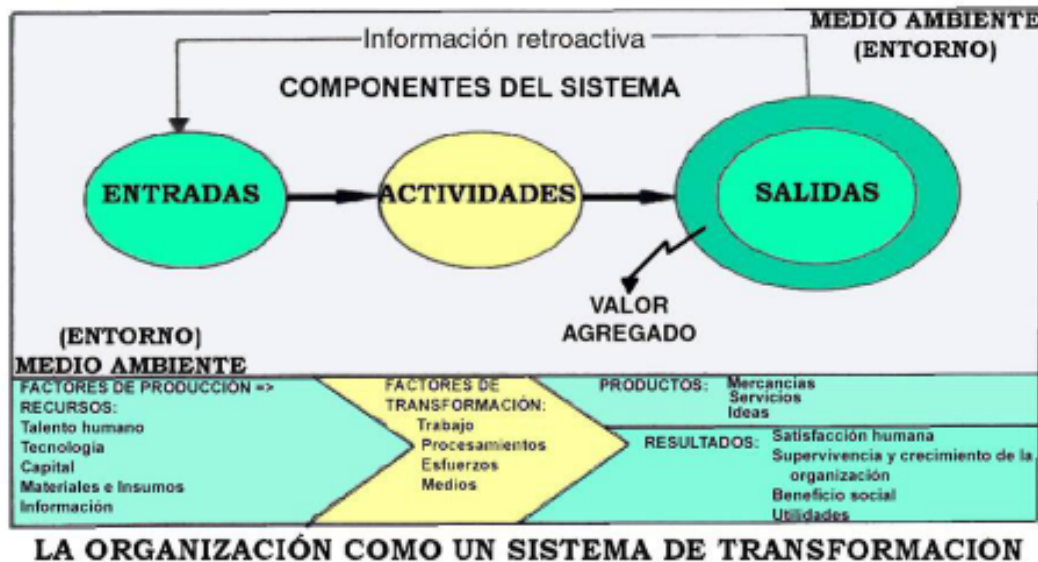 MEDIO AMBIENTE
(ENTORNO)
Información retroactiva
COMPONENTES DEL SISTEMA
ENTRADAS
ACTIVIDADES
SALIDAS
VALOR
AGREGADO
(ENTORNO)
MEDIO AMBIENTE
FACTORES DE PRODUCCIÓN =>
RECURSOS:
Talento humano
Tecnología
Capital
Materiales e Insumos
Información
FACTORES DE
TRANSFORMACIÓN:
Trabajo
Procesamientos
Esfuerzos
Medios
PRODUCTOS: Mercancias
Servicios
Ideas
RESULTADOS: Satisfacción humana
Supervivencia y crecimiento de la
organización
Beneficio social
Utilidades
LA ORGANIZACIÓN COMO UN SISTEMA DE TRANSFORMACION